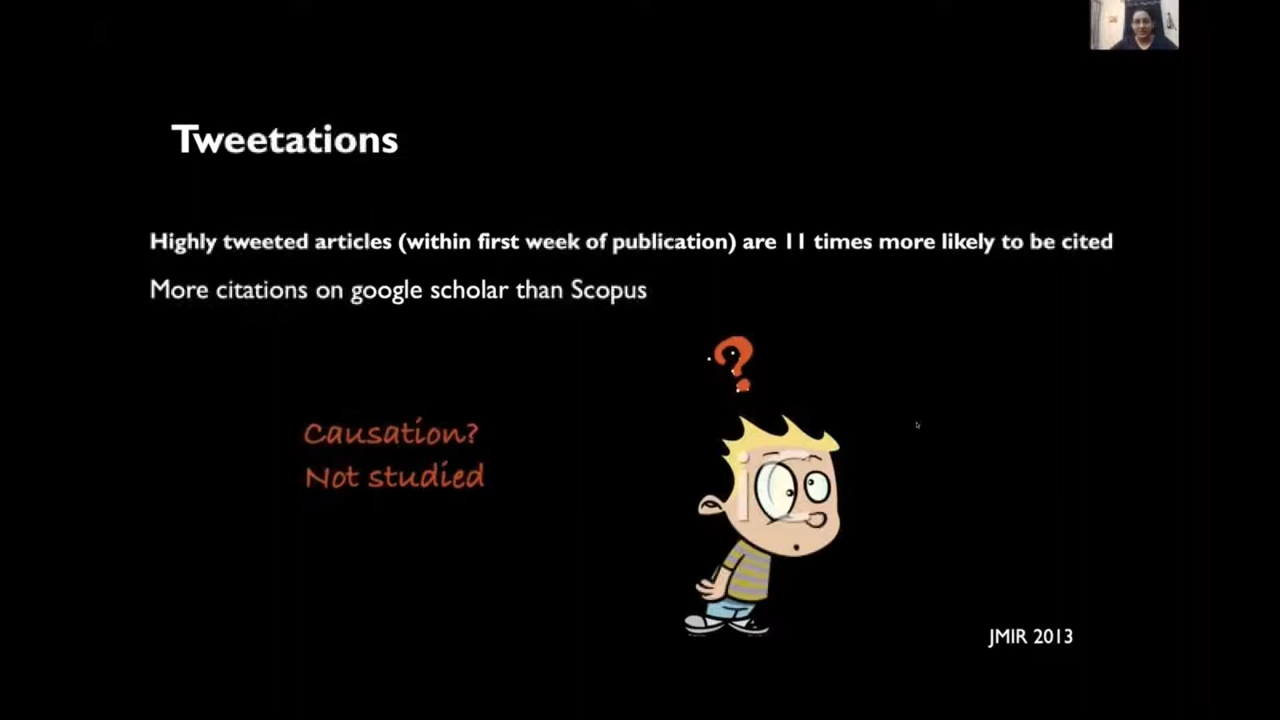 Tweetations
Highly tweeted articles (within first week of publication) are 11 times more likely to be cited
More citations on google scholar than Scopus
?
Causation?
Not studied
JMIR 2013